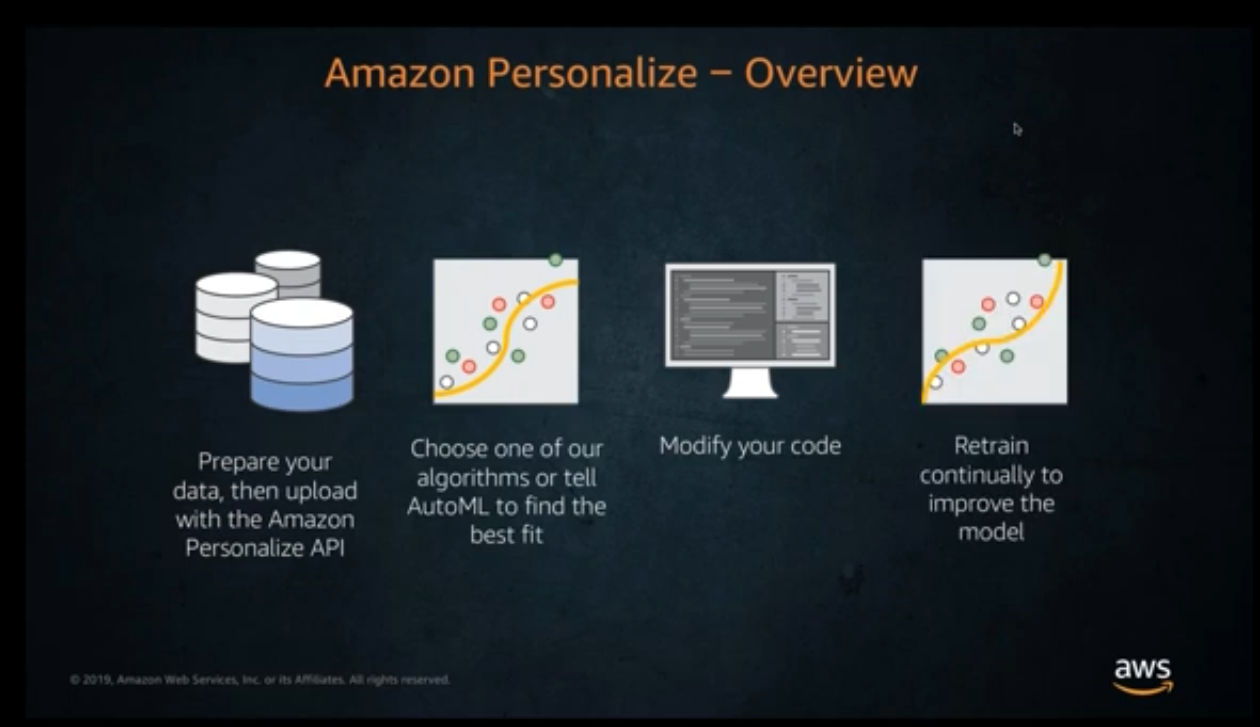 Amazon Personalize – Overview
Prepare your
data, then upload
with the Amazon
Personalize API
Choose one of our
algorithms or tell
AutoML to find the
best fit
Modify your code
Retrain
continually to
improve the
model
© 2019, Amazon Web Services, Inc. or its Affiliates. All rights reserved.
aws